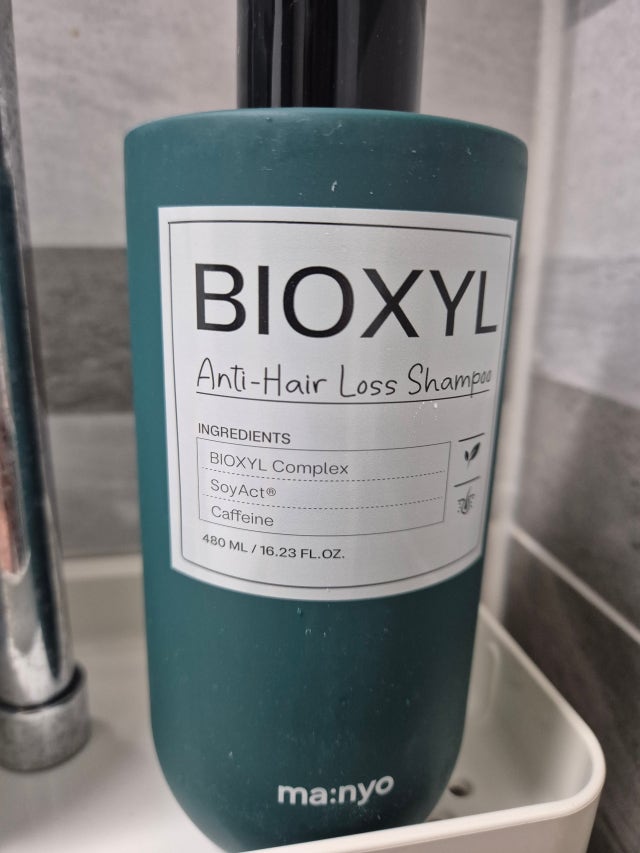 BIOXYL
Anti-Hair Loss Shampoo
INGREDIENTS
BIOXYL Complex
SoyAct®
Caffeine
480 ML / 16.23 FL.OZ.
ma:nyo